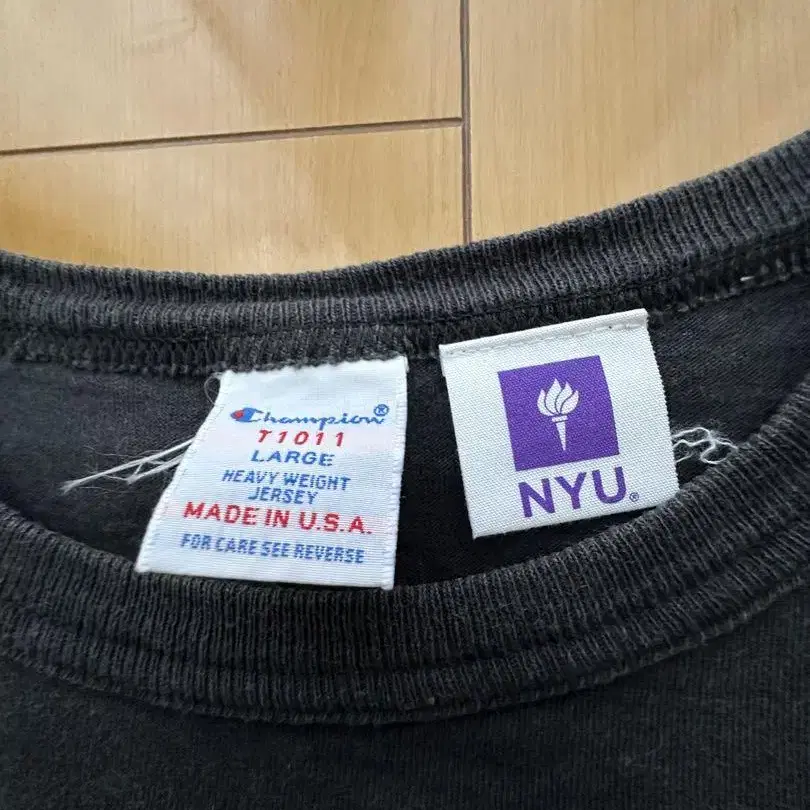 Champion®
T1011
LARGE
HEAVY WEIGHT
JERSEY
MADE IN U.S.A.
FOR CARE SEE REVERSE
NYU®